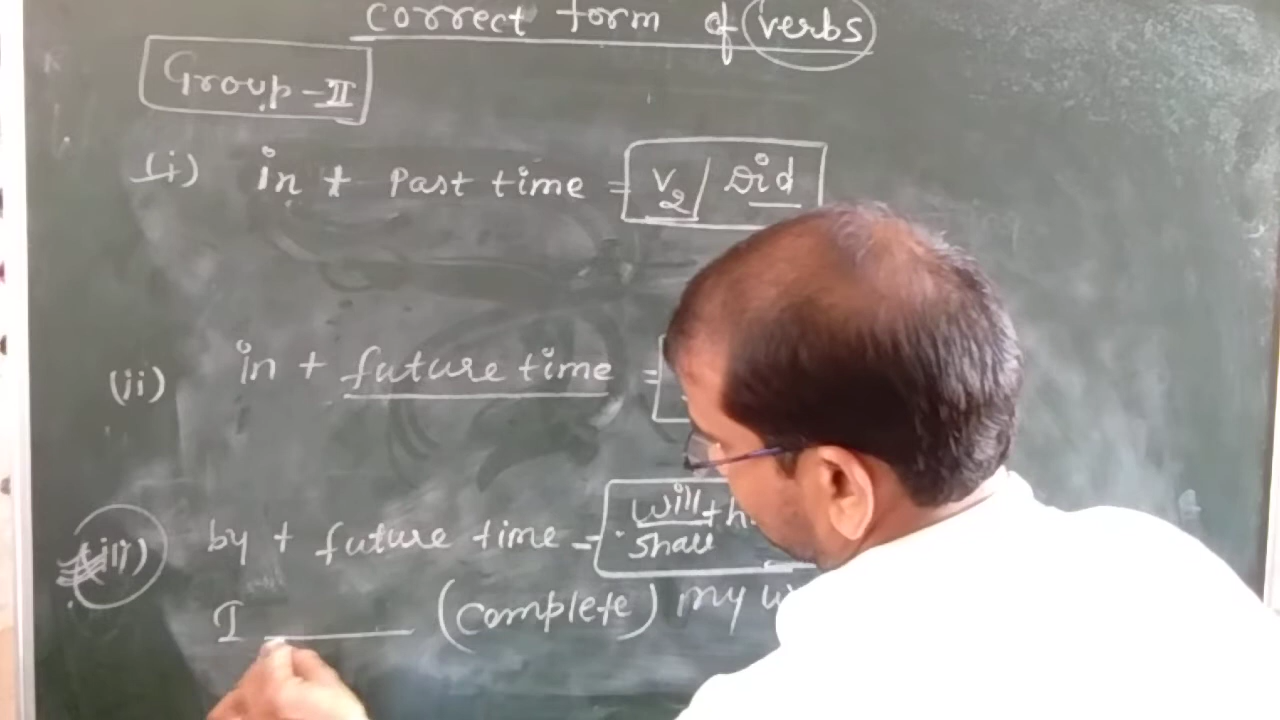 correct form of verbs
Group-II
(i) in + Past time = V2/Did
(ii) in + future time =
(iii) by + future time = will/shall +
I ______ (complete) my